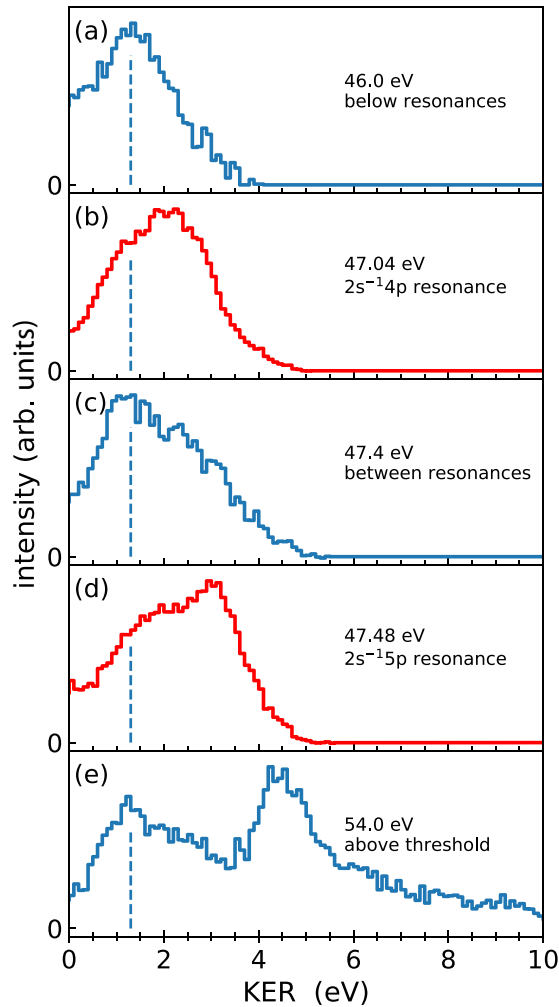 (a)
46.0 eV
below resonances
0
(b)
47.04 eV
2s⁻¹4p resonance
0
(c)
47.4 eV
between resonances
0
(d)
47.48 eV
2s⁻¹5p resonance
0
(e)
54.0 eV
above threshold
0
intensity (arb. units)
0 2 4 6 8 10
KER (eV)